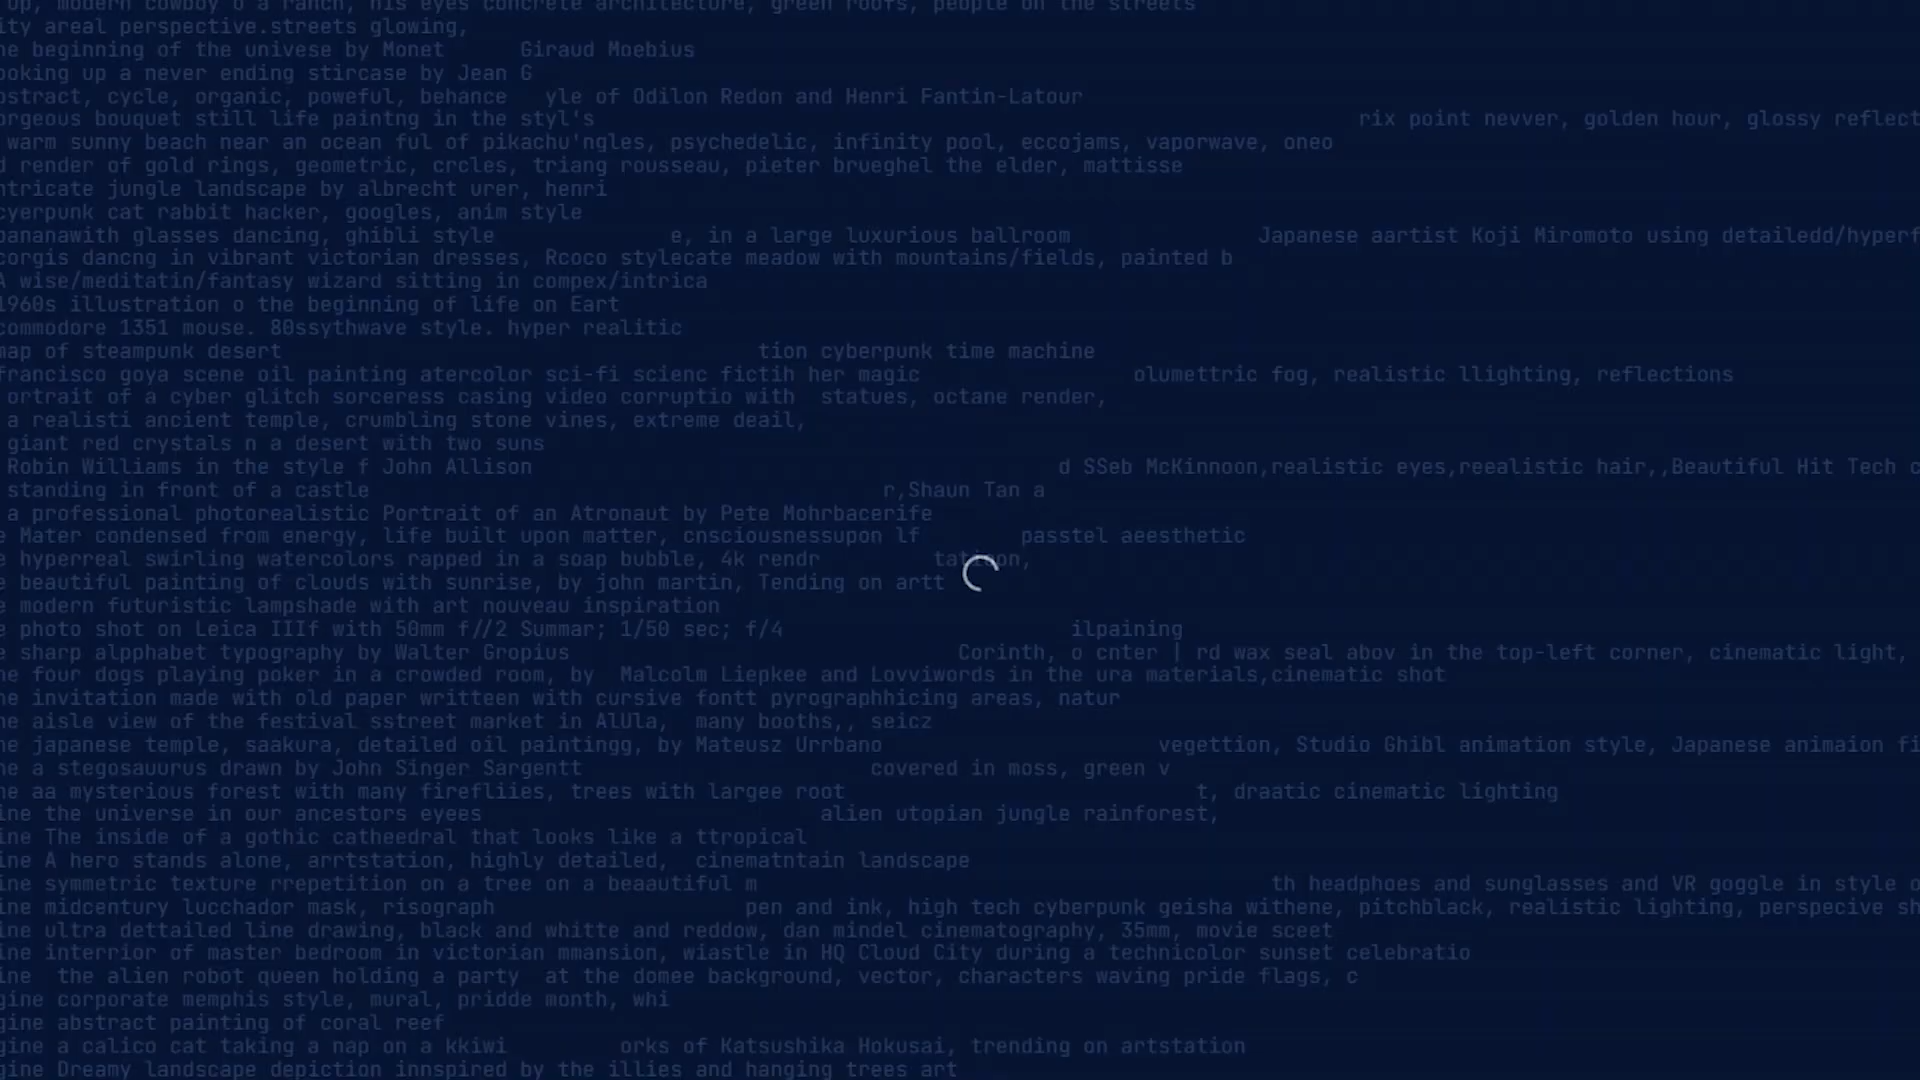 up, modern cowboy o a ranch, his eyes concrete architecture, green roofs, people on the streets
ity areal perspective.streets glowing,
ne beginning of the univese by Monet Giraud Moebius
ooking up a never ending stircase by Jean G
ostract, cycle, organic, poweful, behance yle of Odilon Redon and Henri Fantin-Latour
orgeous bouquet still life paintng in the styl's rix point nevver, golden hour, glossy reflect
warm sunny beach near an ocean ful of pikachu'ngles, psychedelic, infinity pool, eccojams, vaporwave, oneo
d render of gold rings, geometric, crcles, triang rousseau, pieter brueghel the elder, mattisse
ntricate jungle landscape by albrecht urer, henri
cyerpunk cat rabbit hacker, googles, anim style
bananawith glasses dancing, ghibli style e, in a large luxurious ballroom Japanese aartist Koji Miromoto using detailedd/hyperf
corgis dancng in vibrant victorian dresses, Rcoco stylecate meadow with mountains/fields, painted b
A wise/meditatin/fantasy wizard sitting in compex/intrica
1960s illustration o the beginning of life on Eart
commodore 1351 mouse. 80ssythwave style. hyper realitic
map of steampunk desert tion cyberpunk time machine
francisco goya scene oil painting atercolor sci-fi scienc fictih her magic olumettric fog, realistic llighting, reflections
ortrait of a cyber glitch sorceress casing video corruptio with statues, octane render,
a realisti ancient temple, crumbling stone vines, extreme deail,
giant red crystals n a desert with two suns
Robin Williams in the style f John Allison d SSeb McKinnoon,realistic eyes,reealistic hair,,Beautiful Hit Tech c
standing in front of a castle r,Shaun Tan a
a professional photorealistic Portrait of an Atronaut by Pete Mohrbacerife
e Mater condensed from energy, life built upon matter, cnsciousnessupon lf passtel aeesthetic
e hyperreal swirling watercolors rapped in a soap bubble, 4k rendr
e beautiful painting of clouds with sunrise, by john martin, Tending on artt
e modern futuristic lampshade with art nouveau inspiration
e photo shot on Leica IIIf with 50mm f//2 Summar; 1/50 sec; f/4 ilpaining
e sharp alpphabet typography by Walter Gropius Corinth, o cnter | rd wax seal abov in the top-left corner, cinematic light,
ne four dogs playing poker in a crowded room, by Malcolm Liepkee and Lovviwords in the ura materials,cinematic shot
ne invitation made with old paper writteen with cursive fontt pyrographhicing areas, natur
ne aisle view of the festival sstreet market in AlUla, many booths,, seicz
ne japanese temple, saakura, detailed oil paintingg, by Mateusz Urrbano vegettion, Studio Ghibl animation style, Japanese animaion fi
ne a stegosauurus drawn by John Singer Sargentt covered in moss, green v
ne aa mysterious forest with many firefliies, trees with largee root t, draatic cinematic lighting
ine the universe in our ancestors eyees alien utopian jungle rainforest,
ine The inside of a gothic catheedral that looks like a ttropical
ine A hero stands alone, arrtstation, highly detailed, cinematntain landscape
ine symmetric texture rrepetition on a tree on a beaautiful m th headphoes and sunglasses and VR goggle in style o
ine midcentury lucchador mask, risograph pen and ink, high tech cyberpunk geisha withene, pitchblack, realistic lighting, perspecive sh
ine ultra dettailed line drawing, black and whitte and reddow, dan mindel cinematography, 35mm, movie sceet
ine interrior of master bedroom in victorian mmansion, wiastle in HQ Cloud City during a technicolor sunset celebratio
ine the alien robot queen holding a party at the domee background, vector, characters waving pride flags, c
gine corporate memphis style, mural, pridde month, whi
gine abstract painting of coral reef
gine a calico cat taking a nap on a kkiwi orks of Katsushika Hokusai, trending on artstation
gine Dreamy landscape depiction innspired by the illies and hanging trees art